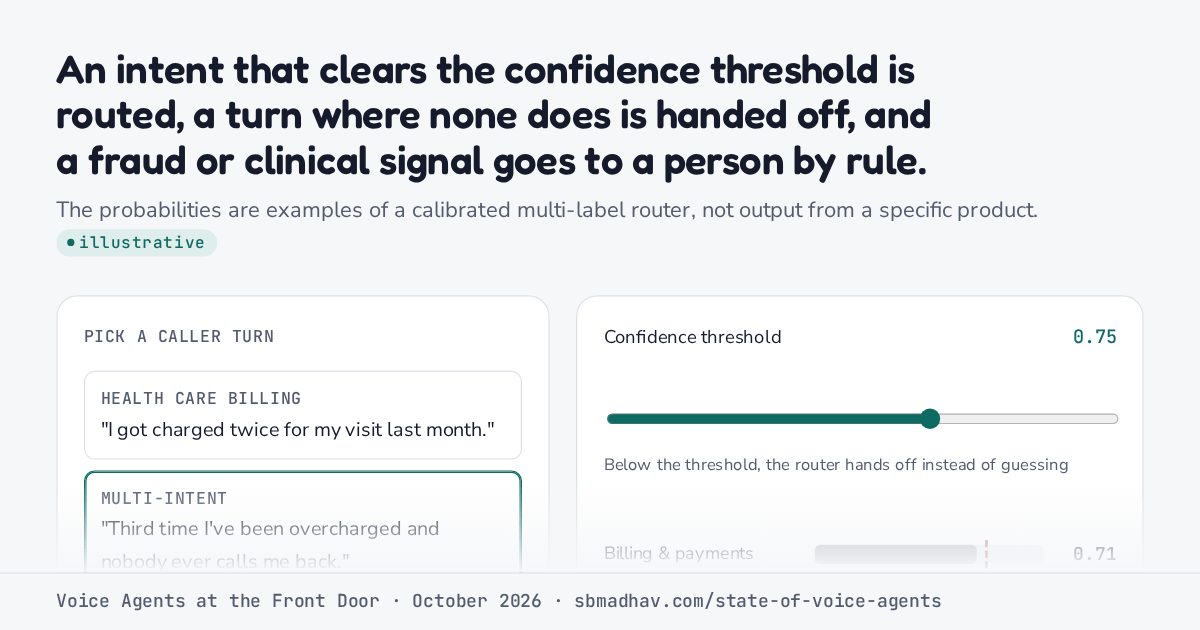 An intent that clears the confidence threshold is
routed, a turn where none does is handed off, and
a fraud or clinical signal goes to a person by rule.
The probabilities are examples of a calibrated multi-label router, not output from a specific product.
illustrative
PICK A CALLER TURN
HEALTH CARE BILLING
"I got charged twice for my visit last month."
MULTI-INTENT
"Third time I've been overcharged and
nobody ever calls me back."
Confidence threshold
0.75
Below the threshold, the router hands off instead of guessing
Billing & payments
0.71
Voice Agents at the Front Door · October 2026 · sbmadhav.com/state-of-voice-agents